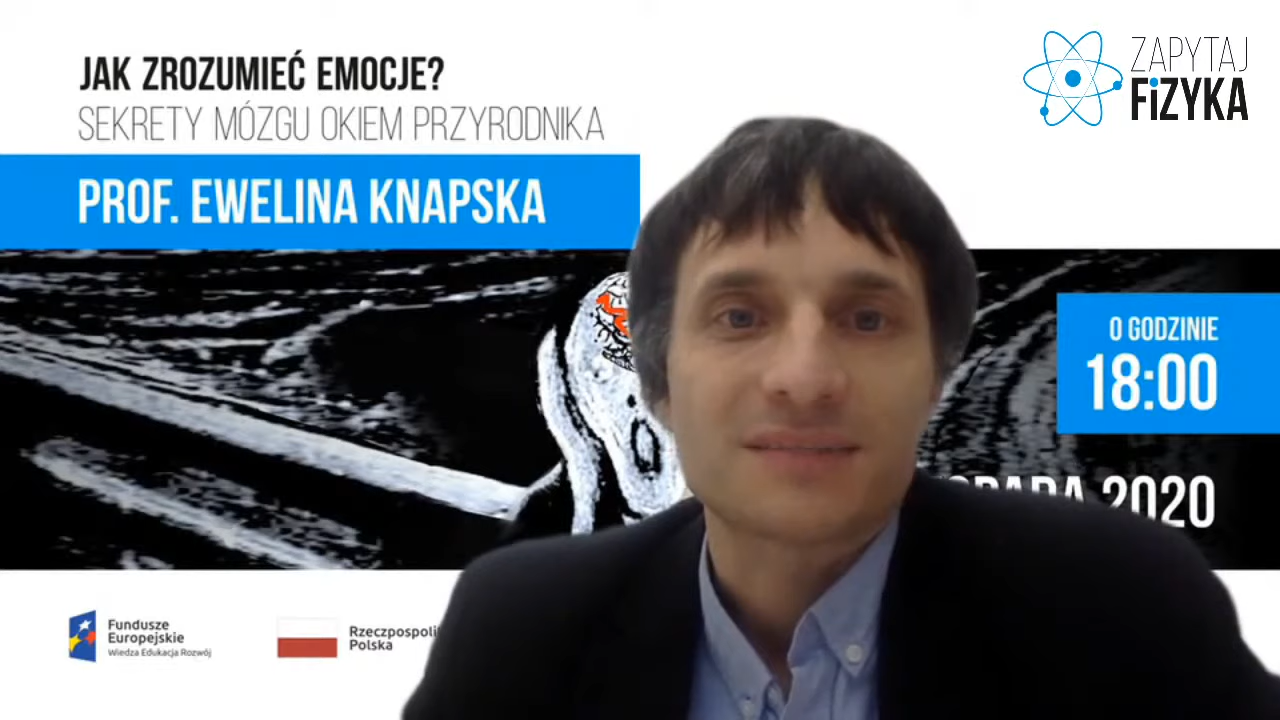 JAK ZROZUMIEĆ EMOCJE?
SEKRETY MÓZGU OKIEM PRZYRODNIKA
PROF. EWELINA KNAPSKA
ZAPYTAJ
FiZYKA
O GODZINIE
18:00
2020
Fundusze
Europejskie
Wiedza Edukacja Rozwój
Polska